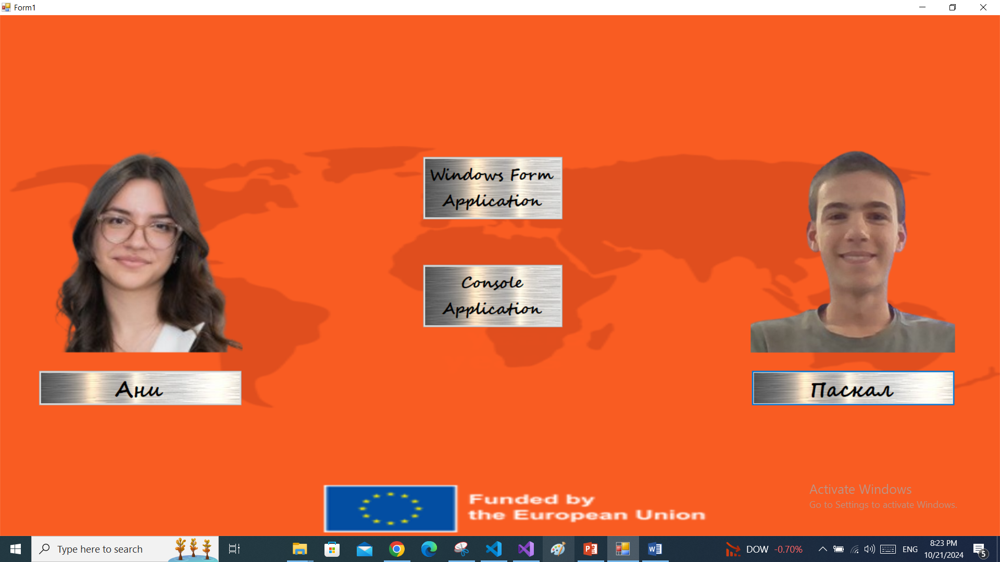 Form1
Windows Form
Application
Console
Application
Ани
Паскал
Funded by
the European Union
Activate Windows
Go to Settings to activate Windows.
Type here to search
DOW -0.70%
ENG
8:23 PM
10/21/2024
5